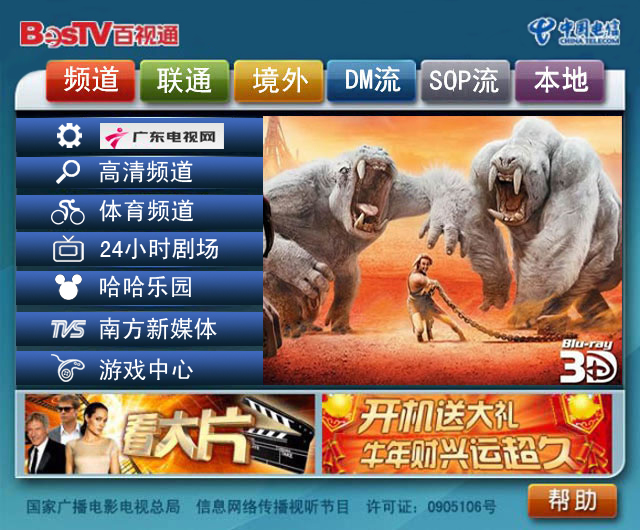 BesTV百视通
中国电信
CHINA TELECOM
频道 联通 境外 DM流 SOP流 本地
广东电视网
高清频道
体育频道
24小时剧场
哈哈乐园
TVS 南方新媒体
游戏中心
Blu-ray
3D
看大片
开机送大礼
牛年财兴运超久
国家广播电影电视总局 信息网络传播视听节目 许可证：0905106号
帮助